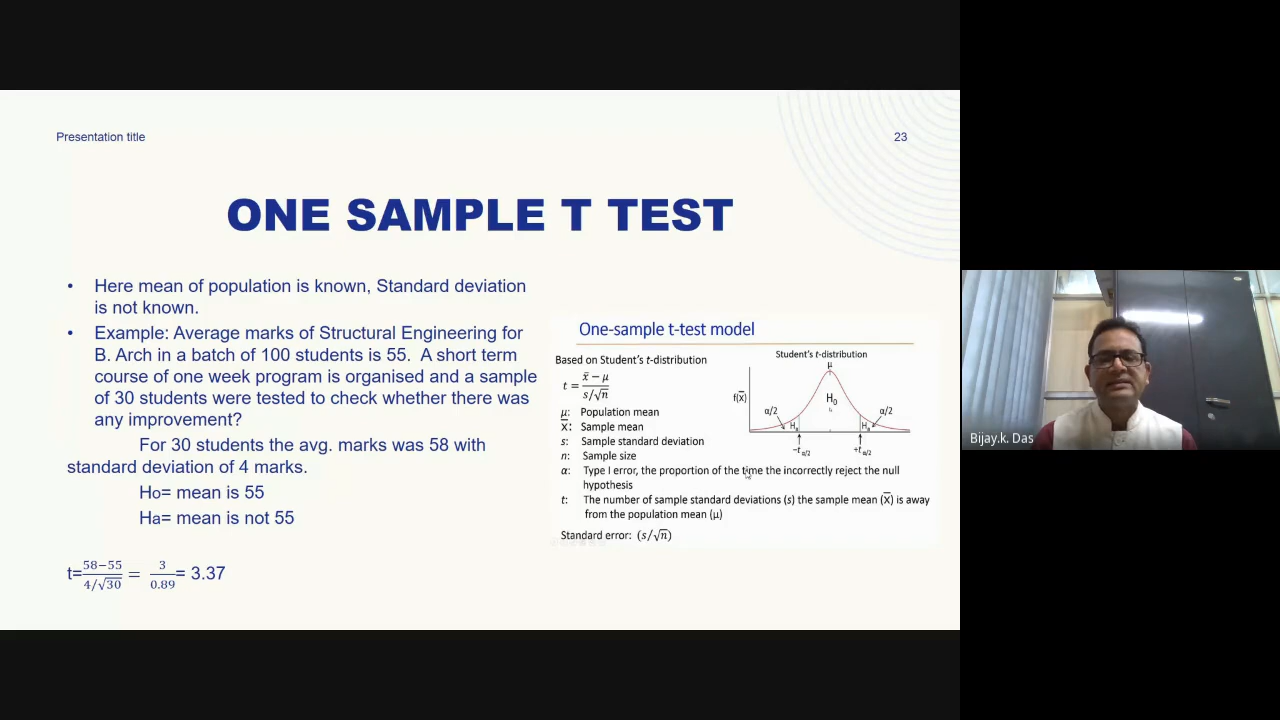 Presentation title
23
ONE SAMPLE T TEST
• Here mean of population is known, Standard deviation
is not known.
• Example: Average marks of Structural Engineering for
B. Arch in a batch of 100 students is 55. A short term
course of one week program is organised and a sample
of 30 students were tested to check whether there was
any improvement?
For 30 students the avg. marks was 58 with
standard deviation of 4 marks.
Ho= mean is 55
Ha= mean is not 55
t=58−55/4/√30 = 3/0.89= 3.37
One-sample t-test model
Based on Student's t-distribution
t = x̄ − μ / s/√n
μ: Population mean
X̄: Sample mean
s: Sample standard deviation
n: Sample size
α: Type I error, the proportion of the time the incorrectly reject the null
hypothesis
t: The number of sample standard deviations (s) the sample mean (X̄) is away
from the population mean (μ)
Standard error: (s/√n)
Student's t-distribution
μ
f(x̄)
H0
α/2
α/2
Ha
Ha
−t α/2
+t α/2
Bijay.k. Das